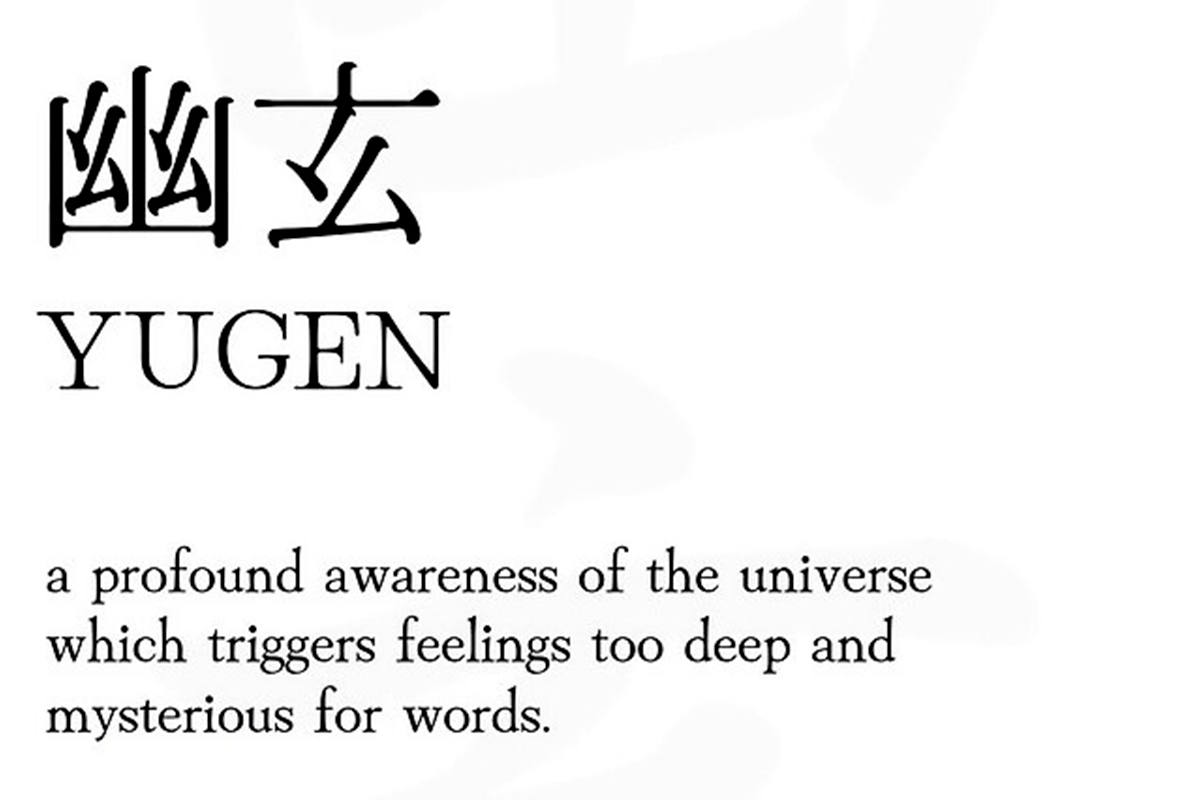 幽玄
YUGEN
a profound awareness of the universe
which triggers feelings too deep and
mysterious for words.